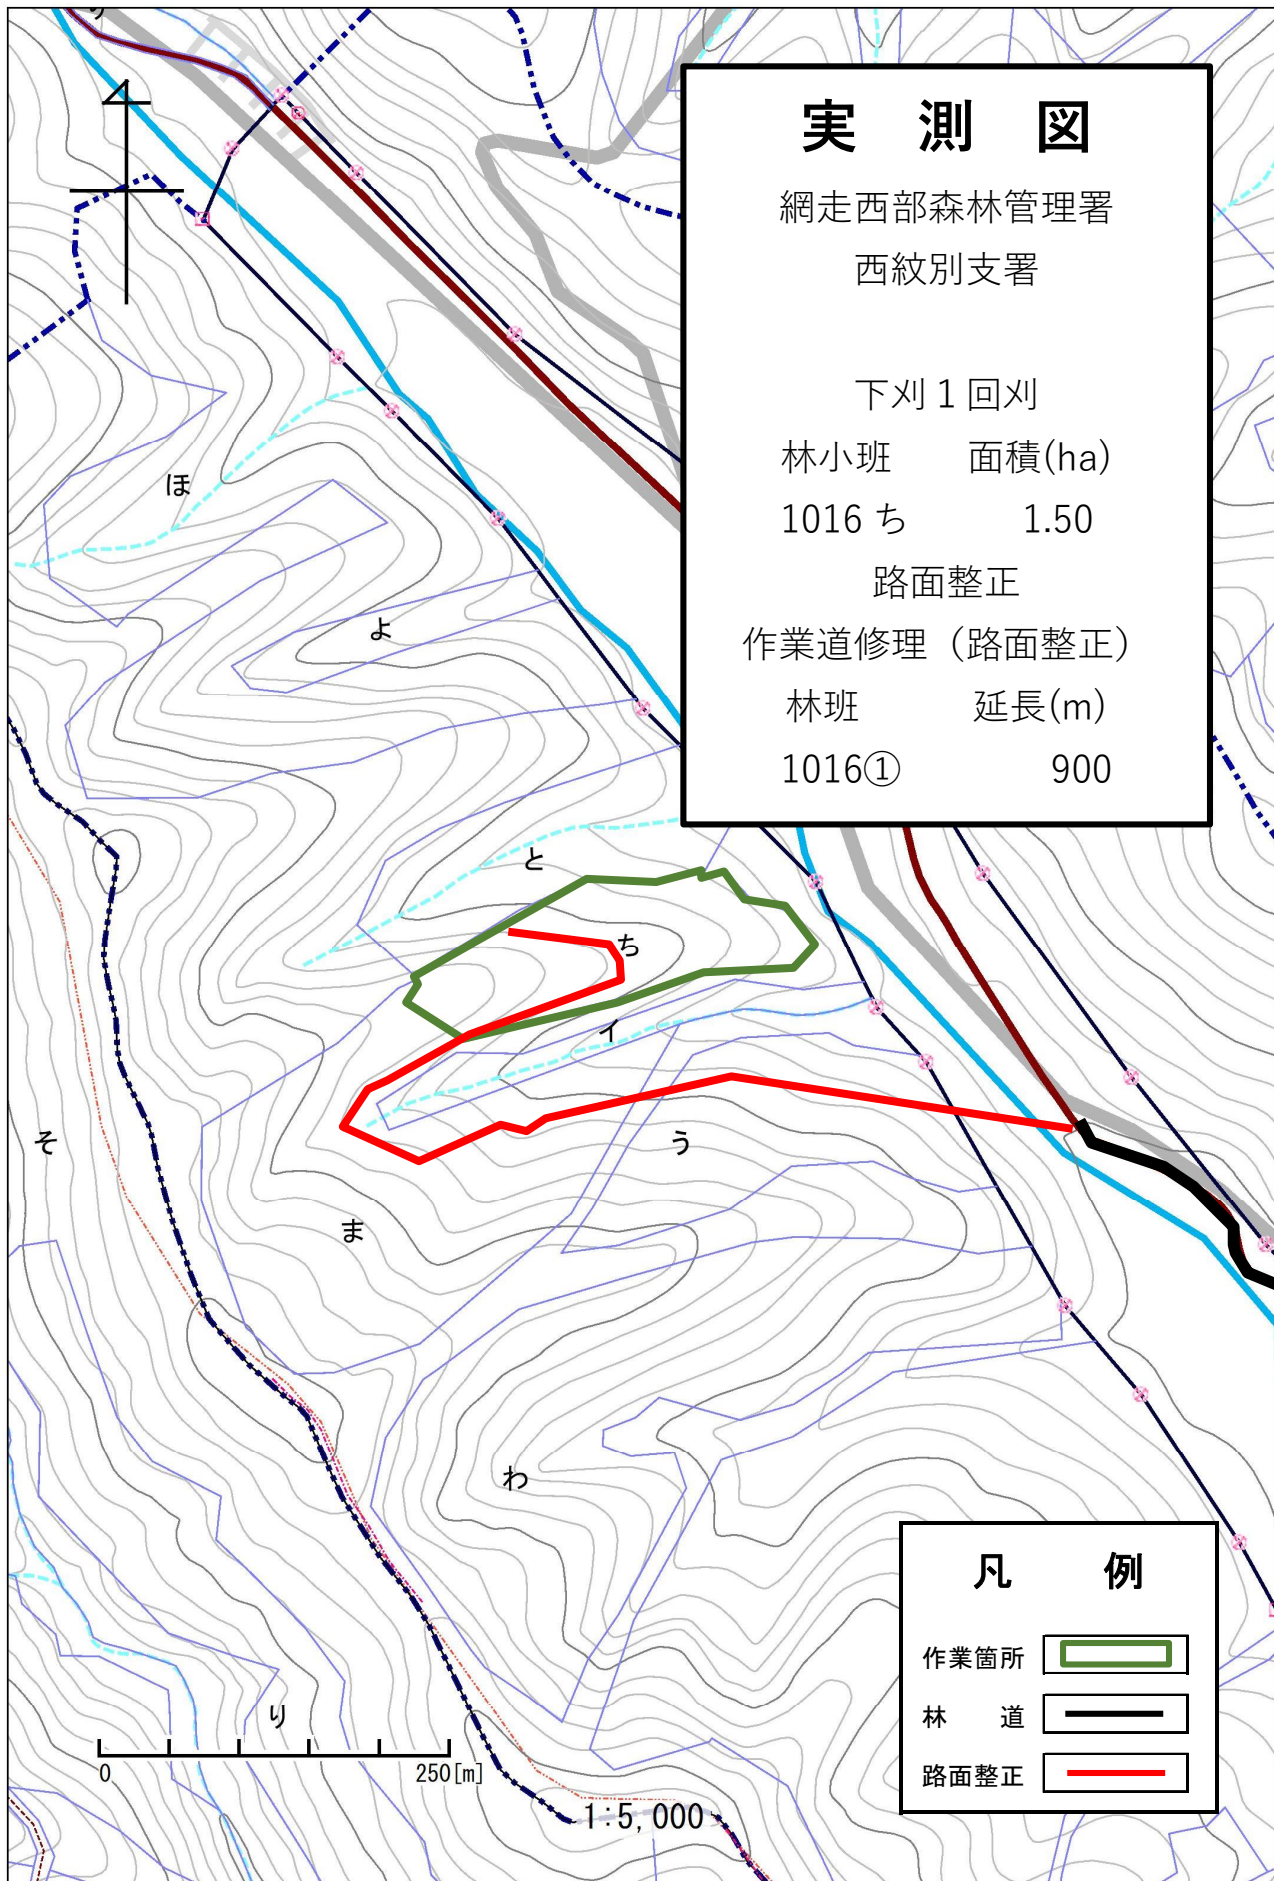 実測図
網走西部森林管理署
西紋別支署
下刈1回刈
林小班 面積(ha)
1016ち 1.50
路面整正
作業道修理（路面整正）
林班 延長(m)
1016① 900
ほ
よ
と
ち
イ
う
そ
ま
わ
り
凡例
作業箇所
林道
路面整正
0 250[m]
1:5,000